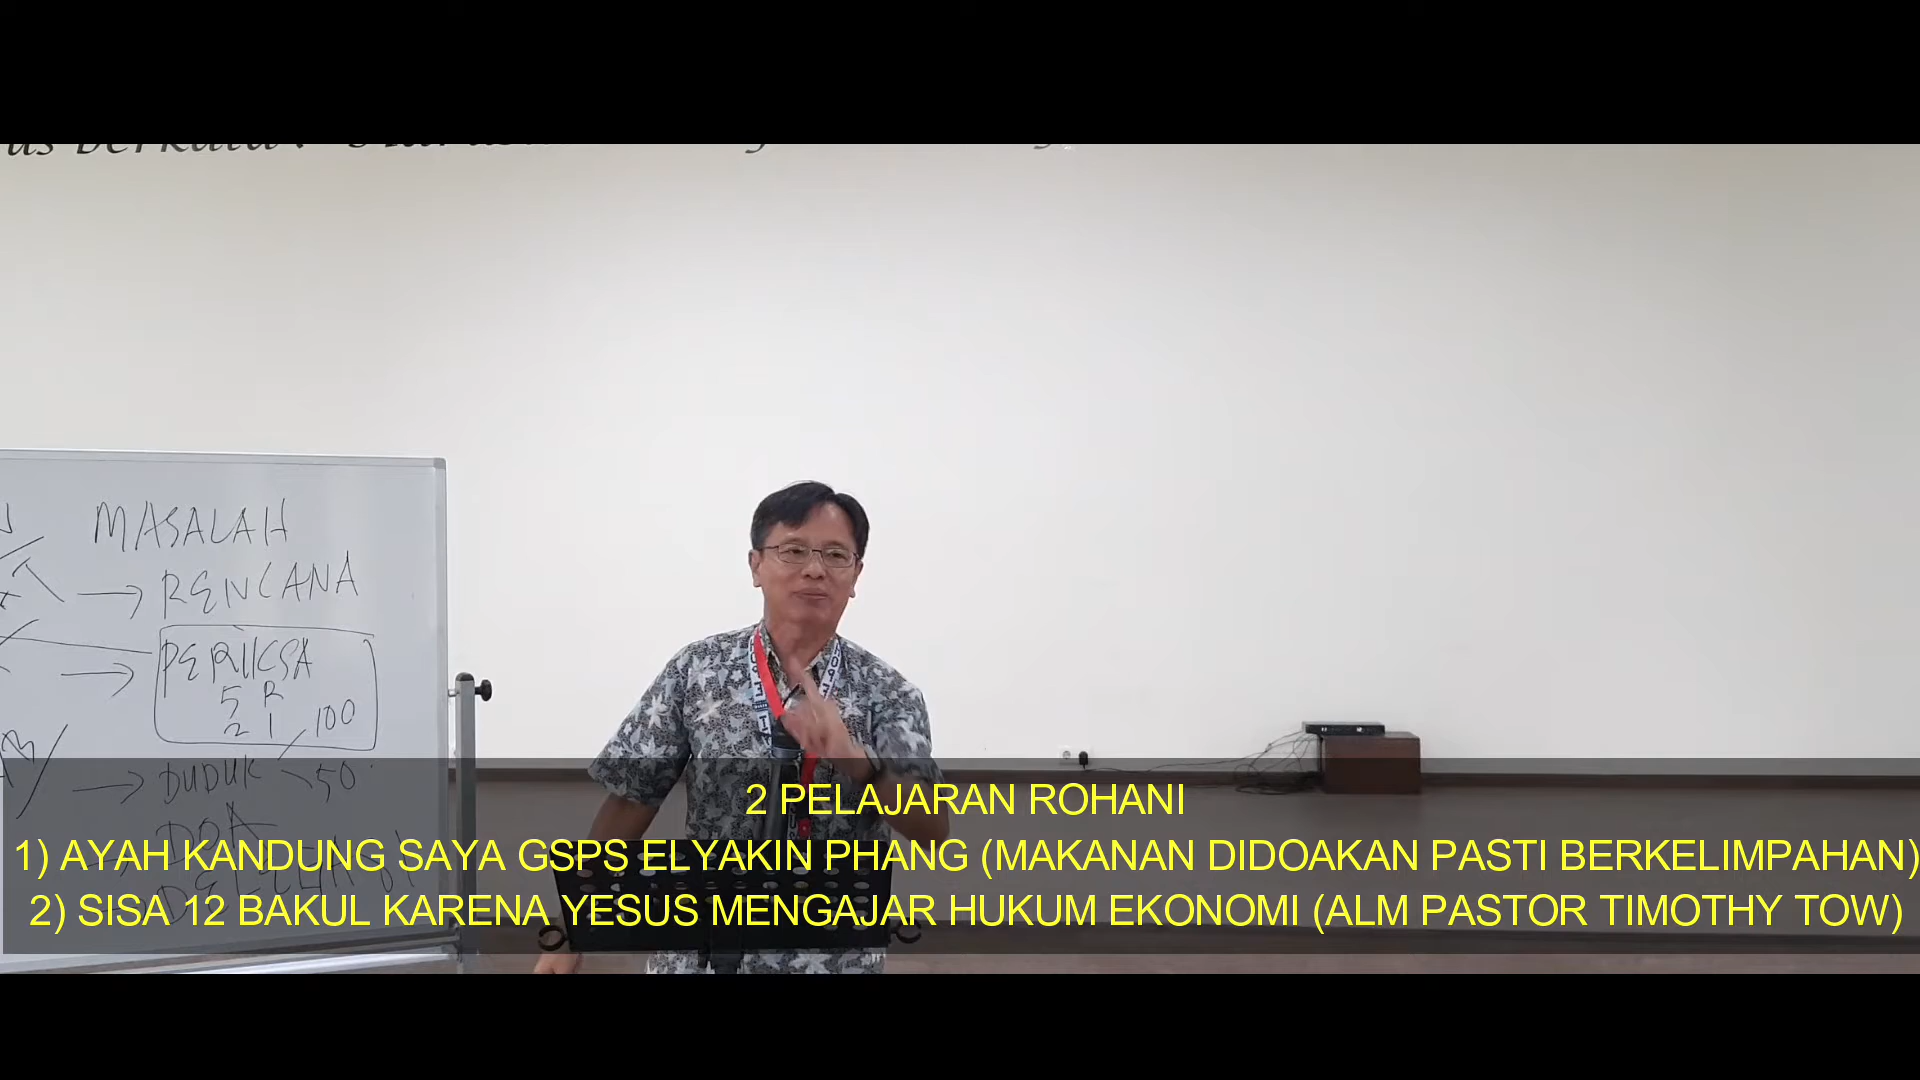 MASALAH
→ RENCANA
→ PERIKSA
5 R
2 1 100
→ DUDUK 50
DOA
2 PELAJARAN ROHANI
1) AYAH KANDUNG SAYA GSPS ELYAKIN PHANG (MAKANAN DIDOAKAN PASTI BERKELIMPAHAN)
2) SISA 12 BAKUL KARENA YESUS MENGAJAR HUKUM EKONOMI (ALM PASTOR TIMOTHY TOW)